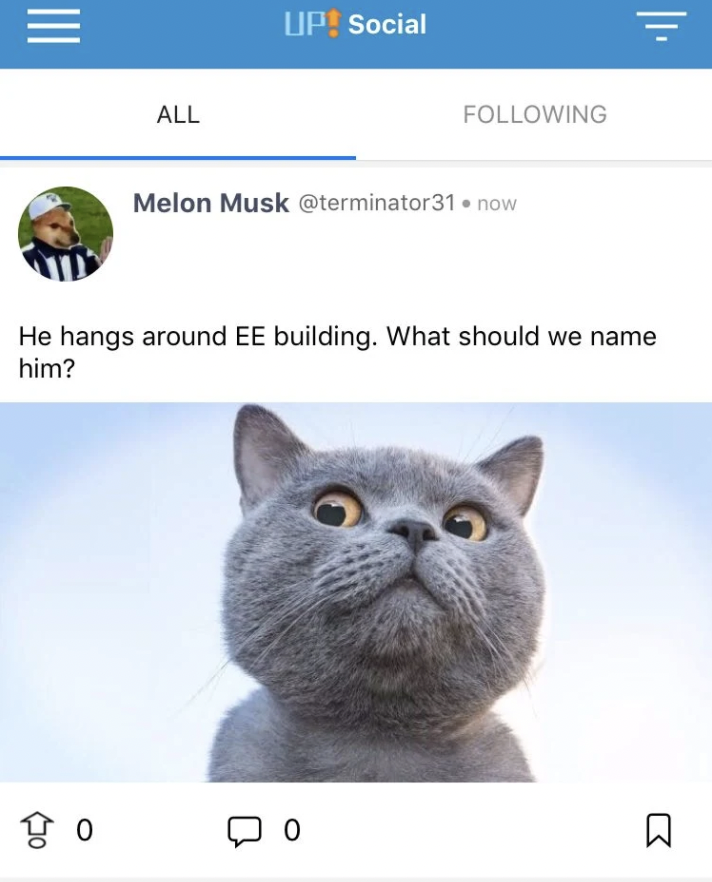 UP! Social
ALL FOLLOWING
Melon Musk @terminator31 • now
He hangs around EE building. What should we name
him?
0 0